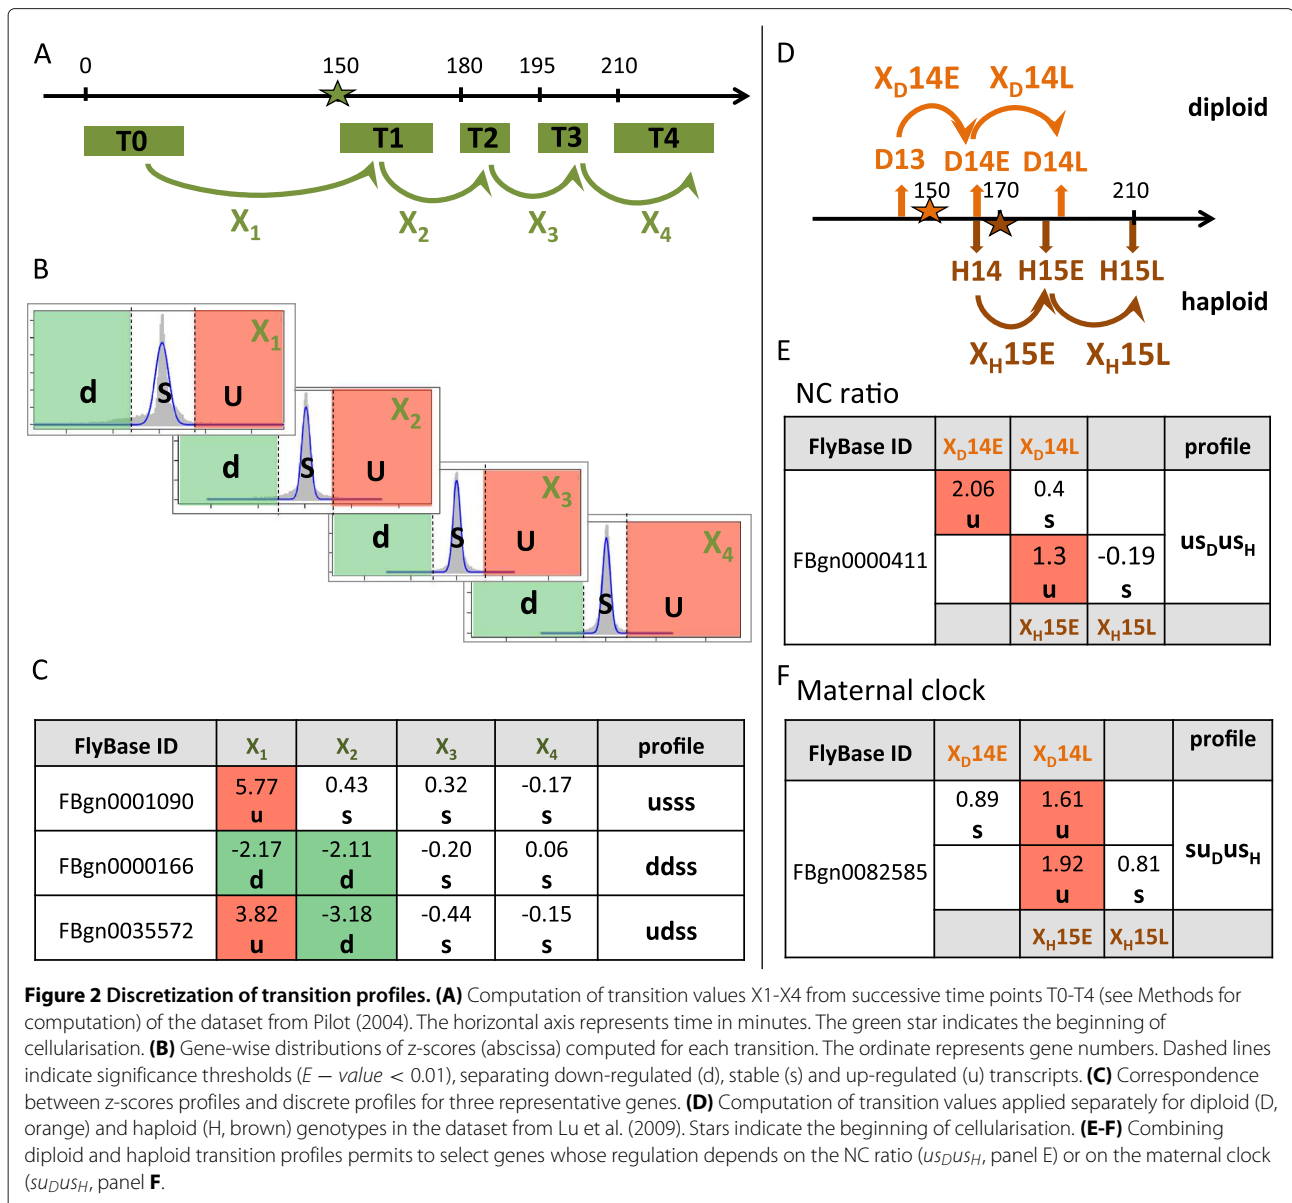 A
0 150 180 195 210
T0 T1 T2 T3 T4
X1 X2 X3 X4
B
d S U X1
d S U X2
d S U X3
d S U X4
C
FlyBase ID X1 X2 X3 X4 profile
FBgn0001090 5.77 u 0.43 s 0.32 s -0.17 s usss
FBgn0000166 -2.17 d -2.11 d -0.20 s 0.06 s ddss
FBgn0035572 3.82 u -3.18 d -0.44 s -0.15 s udss
D
XD14E XD14L
diploid
D13 D14E D14L
150 170 210
H14 H15E H15L
haploid
XH15E XH15L
E
NC ratio
FlyBase ID XD14E XD14L profile
FBgn0000411 2.06 u 0.4 s usDusH
1.3 u -0.19 s
XH15E XH15L
F
Maternal clock
FlyBase ID XD14E XD14L profile
FBgn0082585 0.89 s 1.61 u suDusH
1.92 u 0.81 s
XH15E XH15L
Figure 2 Discretization of transition profiles. (A) Computation of transition values X1-X4 from successive time points T0-T4 (see Methods for
computation) of the dataset from Pilot (2004). The horizontal axis represents time in minutes. The green star indicates the beginning of
cellularisation. (B) Gene-wise distributions of z-scores (abscissa) computed for each transition. The ordinate represents gene numbers. Dashed lines
indicate significance thresholds (E − value < 0.01), separating down-regulated (d), stable (s) and up-regulated (u) transcripts. (C) Correspondence
between z-scores profiles and discrete profiles for three representative genes. (D) Computation of transition values applied separately for diploid (D,
orange) and haploid (H, brown) genotypes in the dataset from Lu et al. (2009). Stars indicate the beginning of cellularisation. (E-F) Combining
diploid and haploid transition profiles permits to select genes whose regulation depends on the NC ratio (usDusH, panel E) or on the maternal clock
(suDusH, panel F.